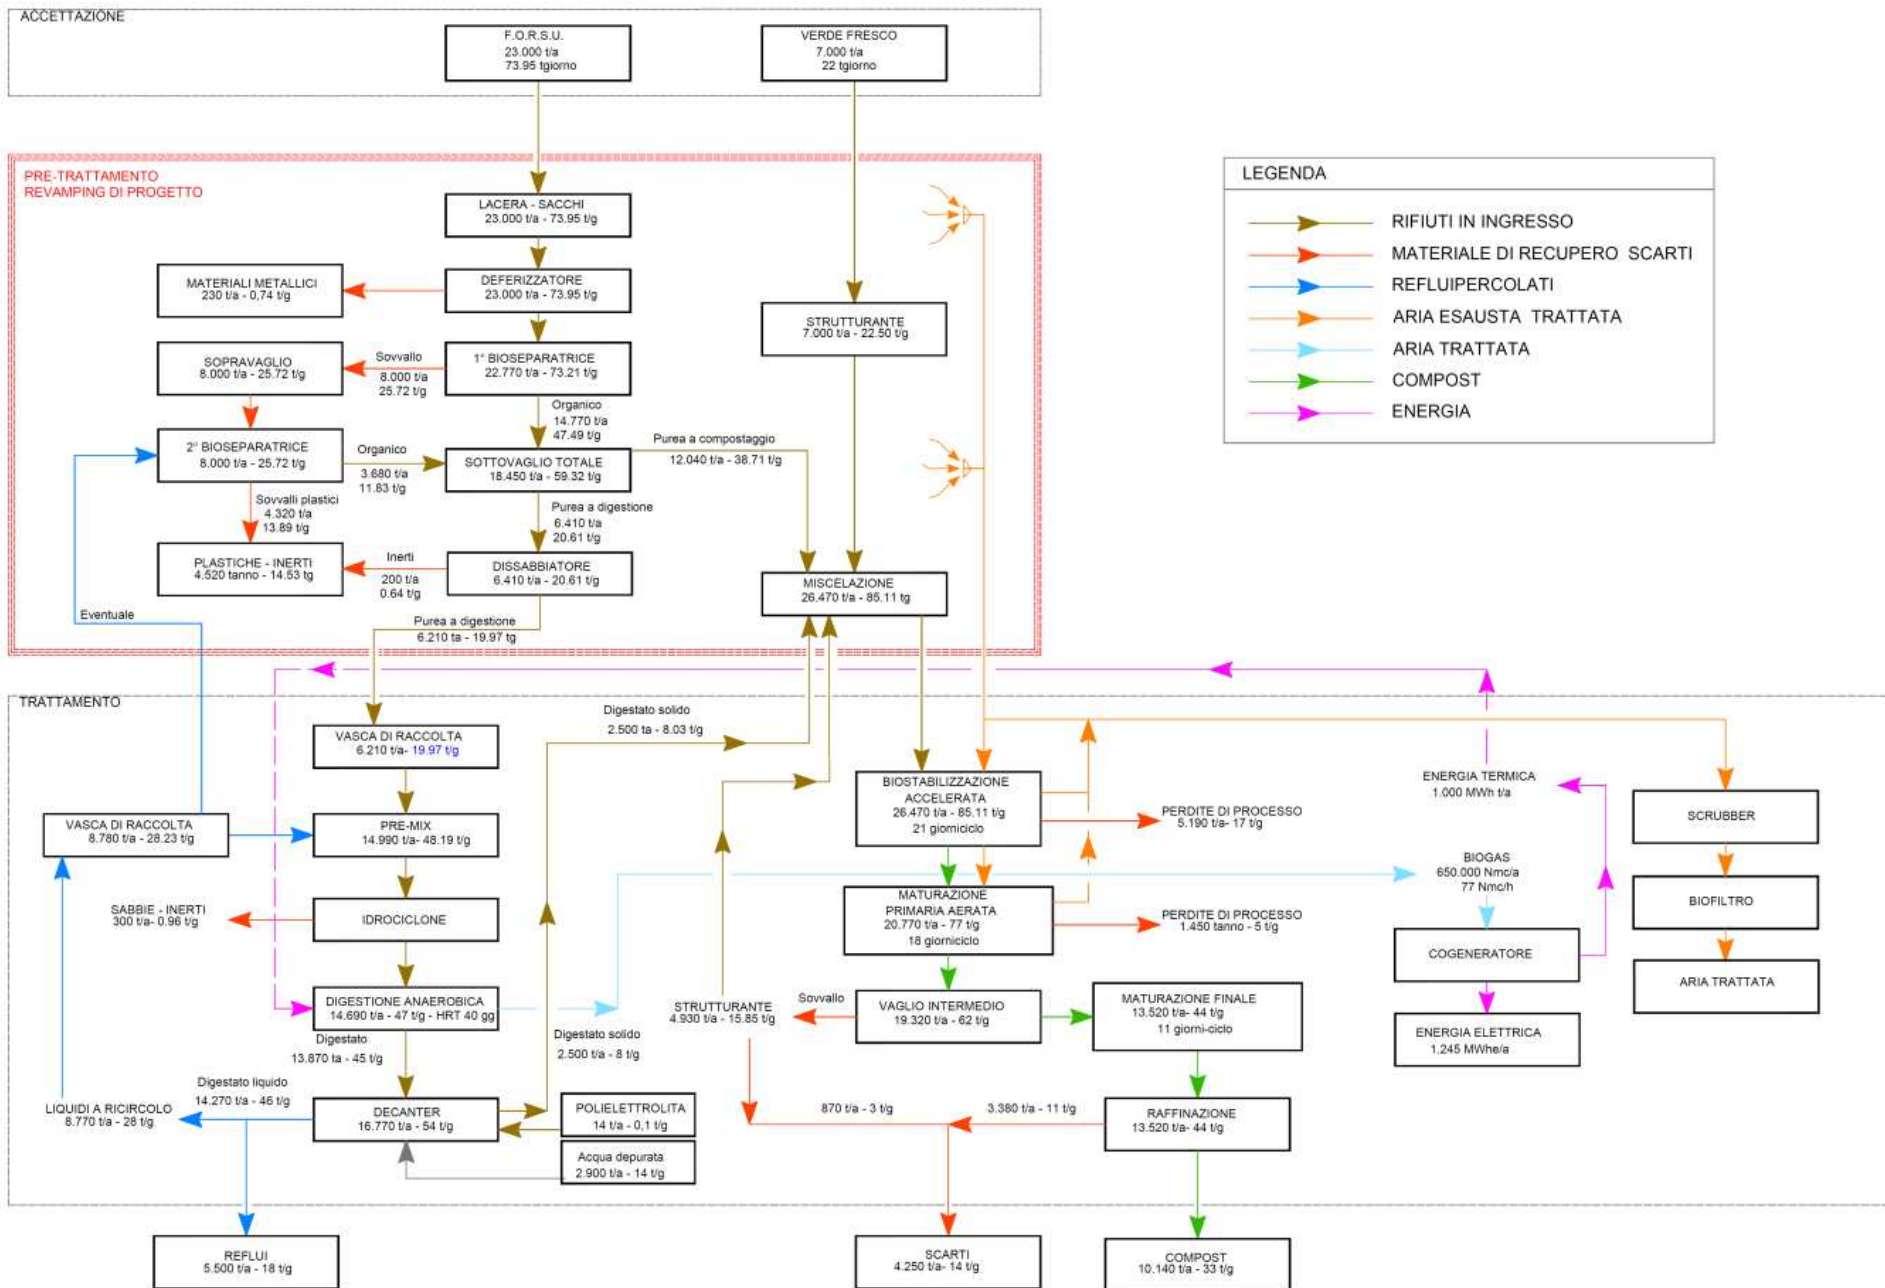 ACCETTAZIONE
F.O.R.S.U.
23.000 t/a
73.95 tgiorno
VERDE FRESCO
7.000 t/a
22 tgiorno
PRE-TRATTAMENTO
REVAMPING DI PROGETTO
LACERA - SACCHI
23.000 t/a - 73.95 t/g
DEFERIZZATORE
23.000 t/a - 73.95 t/g
MATERIALI METALLICI
230 t/a - 0,74 t/g
STRUTTURANTE
7.000 t/a - 22.50 t/g
1° BIOSEPARATRICE
22.770 t/a - 73.21 t/g
Sovvallo
8.000 t/a
25.72 t/g
SOPRAVAGLIO
8.000 t/a - 25.72 t/g
Organico
14.770 t/a
47.49 t/g
2° BIOSEPARATRICE
8.000 t/a - 25.72 t/g
Organico
3.680 t/a
11.83 t/g
SOTTOVAGLIO TOTALE
18.450 t/a - 59.32 t/g
Purea a compostaggio
12.040 t/a - 38.71 t/g
Sovvalli plastici
4.320 t/a
13.89 t/g
Purea a digestione
6.410 t/a
20.61 t/g
PLASTICHE - INERTI
4.520 tanno - 14.53 tg
Inerti
200 t/a
0.64 t/g
DISSABBIATORE
6.410 t/a - 20.61 t/g
MISCELAZIONE
26.470 t/a - 85.11 tg
Eventuale
Purea a digestione
6.210 ta - 19.97 tg
LEGENDA
RIFIUTI IN INGRESSO
MATERIALE DI RECUPERO SCARTI
REFLUIPERCOLATI
ARIA ESAUSTA TRATTATA
ARIA TRATTATA
COMPOST
ENERGIA
TRATTAMENTO
VASCA DI RACCOLTA
6.210 t/a- 19.97 t/g
Digestato solido
2.500 ta - 8.03 t/g
VASCA DI RACCOLTA
8.780 t/a - 28.23 t/g
PRE-MIX
14.990 t/a- 48.19 t/g
SABBIE - INERTI
300 t/a- 0.96 t/g
IDROCICLONE
DIGESTIONE ANAEROBICA
14.690 t/a - 47 t/g - HRT 40 gg
Digestato
13.870 ta - 45 t/g
Digestato solido
2.500 t/a - 8 t/g
Digestato liquido
14.270 t/a - 46 t/g
LIQUIDI A RICIRCOLO
8.770 t/a - 28 t/g
DECANTER
16.770 t/a - 54 t/g
POLIELETTROLITA
14 t/a - 0,1 t/g
Acqua depurata
2.900 t/a - 14 t/g
REFLUI
5.500 t/a - 18 t/g
BIOSTABILIZZAZIONE
ACCELERATA
26.470 t/a - 85.11 t/g
21 giorniciclo
PERDITE DI PROCESSO
5.190 t/a- 17 t/g
MATURAZIONE
PRIMARIA AERATA
20.770 t/a - 77 t/g
18 giorniciclo
PERDITE DI PROCESSO
1.450 tanno - 5 t/g
STRUTTURANTE
4.930 t/a - 15.85 t/g
Sovvallo
VAGLIO INTERMEDIO
19.320 t/a - 62 t/g
MATURAZIONE FINALE
13.520 t/a- 44 t/g
11 giorni-ciclo
870 t/a - 3 t/g
3.380 t/a - 11 t/g
RAFFINAZIONE
13.520 t/a- 44 t/g
SCARTI
4.250 t/a- 14 t/g
COMPOST
10.140 t/a - 33 t/g
ENERGIA TERMICA
1.000 MWh t/a
BIOGAS
650.000 Nmc/a
77 Nmc/h
COGENERATORE
ENERGIA ELETTRICA
1.245 MWhe/a
SCRUBBER
BIOFILTRO
ARIA TRATTATA